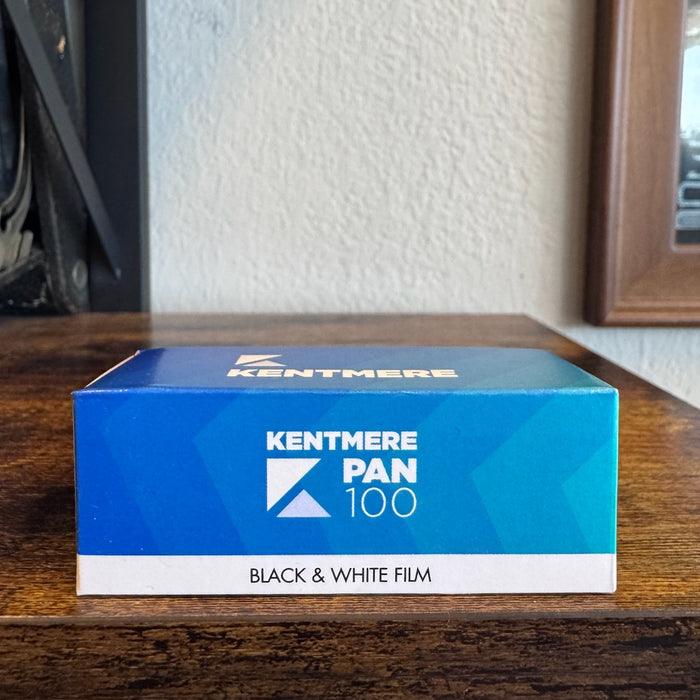 KENTMERE
KENTMERE
PAN
100
BLACK & WHITE FILM